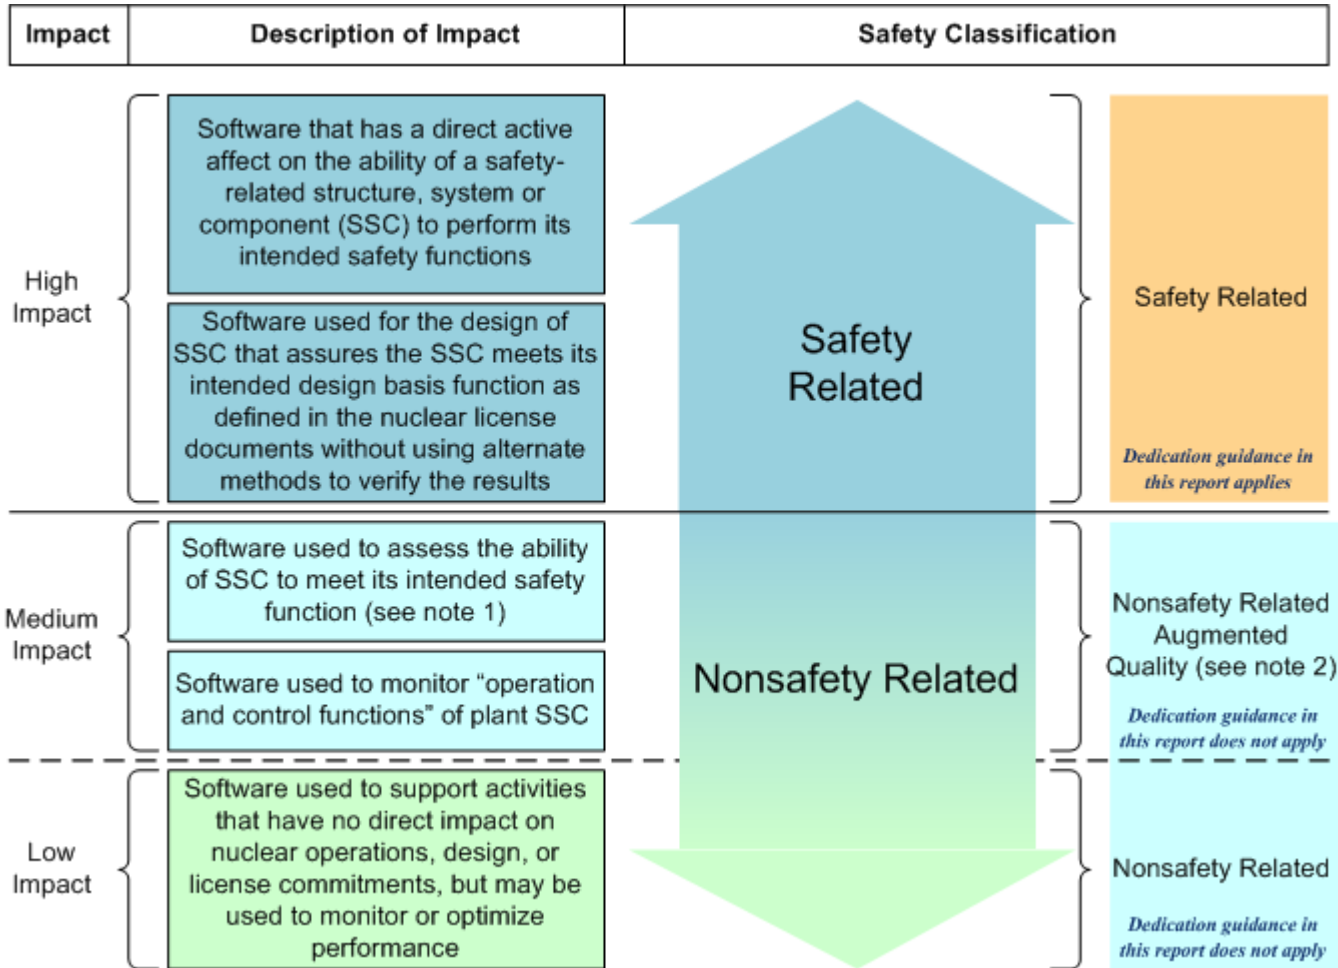 Impact
Description of Impact
Safety Classification
High
Impact
Software that has a direct active
affect on the ability of a safety-
related structure, system or
component (SSC) to perform its
intended safety functions
Software used for the design of
SSC that assures the SSC meets its
intended design basis function as
defined in the nuclear license
documents without using alternate
methods to verify the results
Safety
Related
Safety Related
Dedication guidance in
this report applies
Medium
Impact
Software used to assess the ability
of SSC to meet its intended safety
function (see note 1)
Software used to monitor “operation
and control functions” of plant SSC
Nonsafety Related
Nonsafety Related
Augmented
Quality (see note 2)
Dedication guidance in
this report does not apply
Low
Impact
Software used to support activities
that have no direct impact on
nuclear operations, design, or
license commitments, but may be
used to monitor or optimize
performance
Nonsafety Related
Dedication guidance in
this report does not apply